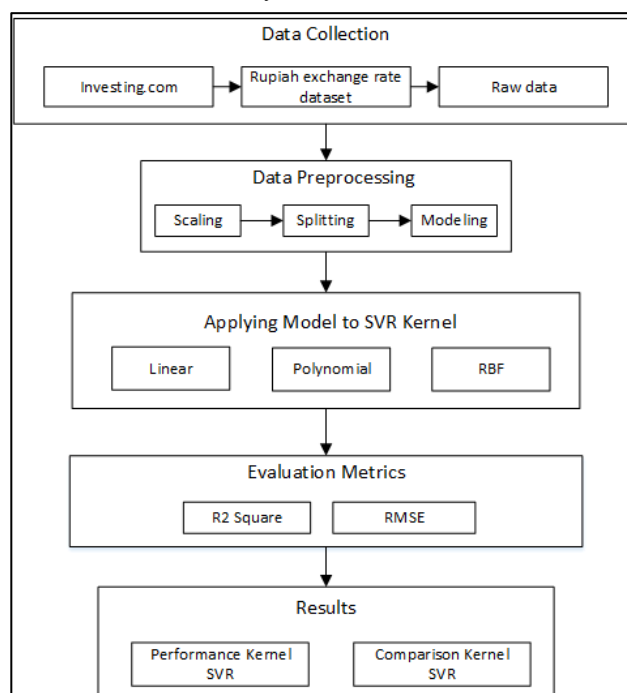 Data Collection
Investing.com
Rupiah exchange rate
dataset
Raw data
Data Preprocessing
Scaling
Splitting
Modeling
Applying Model to SVR Kernel
Linear
Polynomial
RBF
Evaluation Metrics
R2 Square
RMSE
Results
Performance Kernel
SVR
Comparison Kernel
SVR